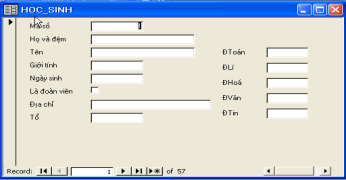 HOC_SINH
Mã số
Họ và đệm
Tên
Giới tính
Ngày sinh
Là đoàn viên
Địa chỉ
Tổ
ĐToán
ĐLí
ĐHoá
ĐVăn
ĐTin
Record: 1 of 57